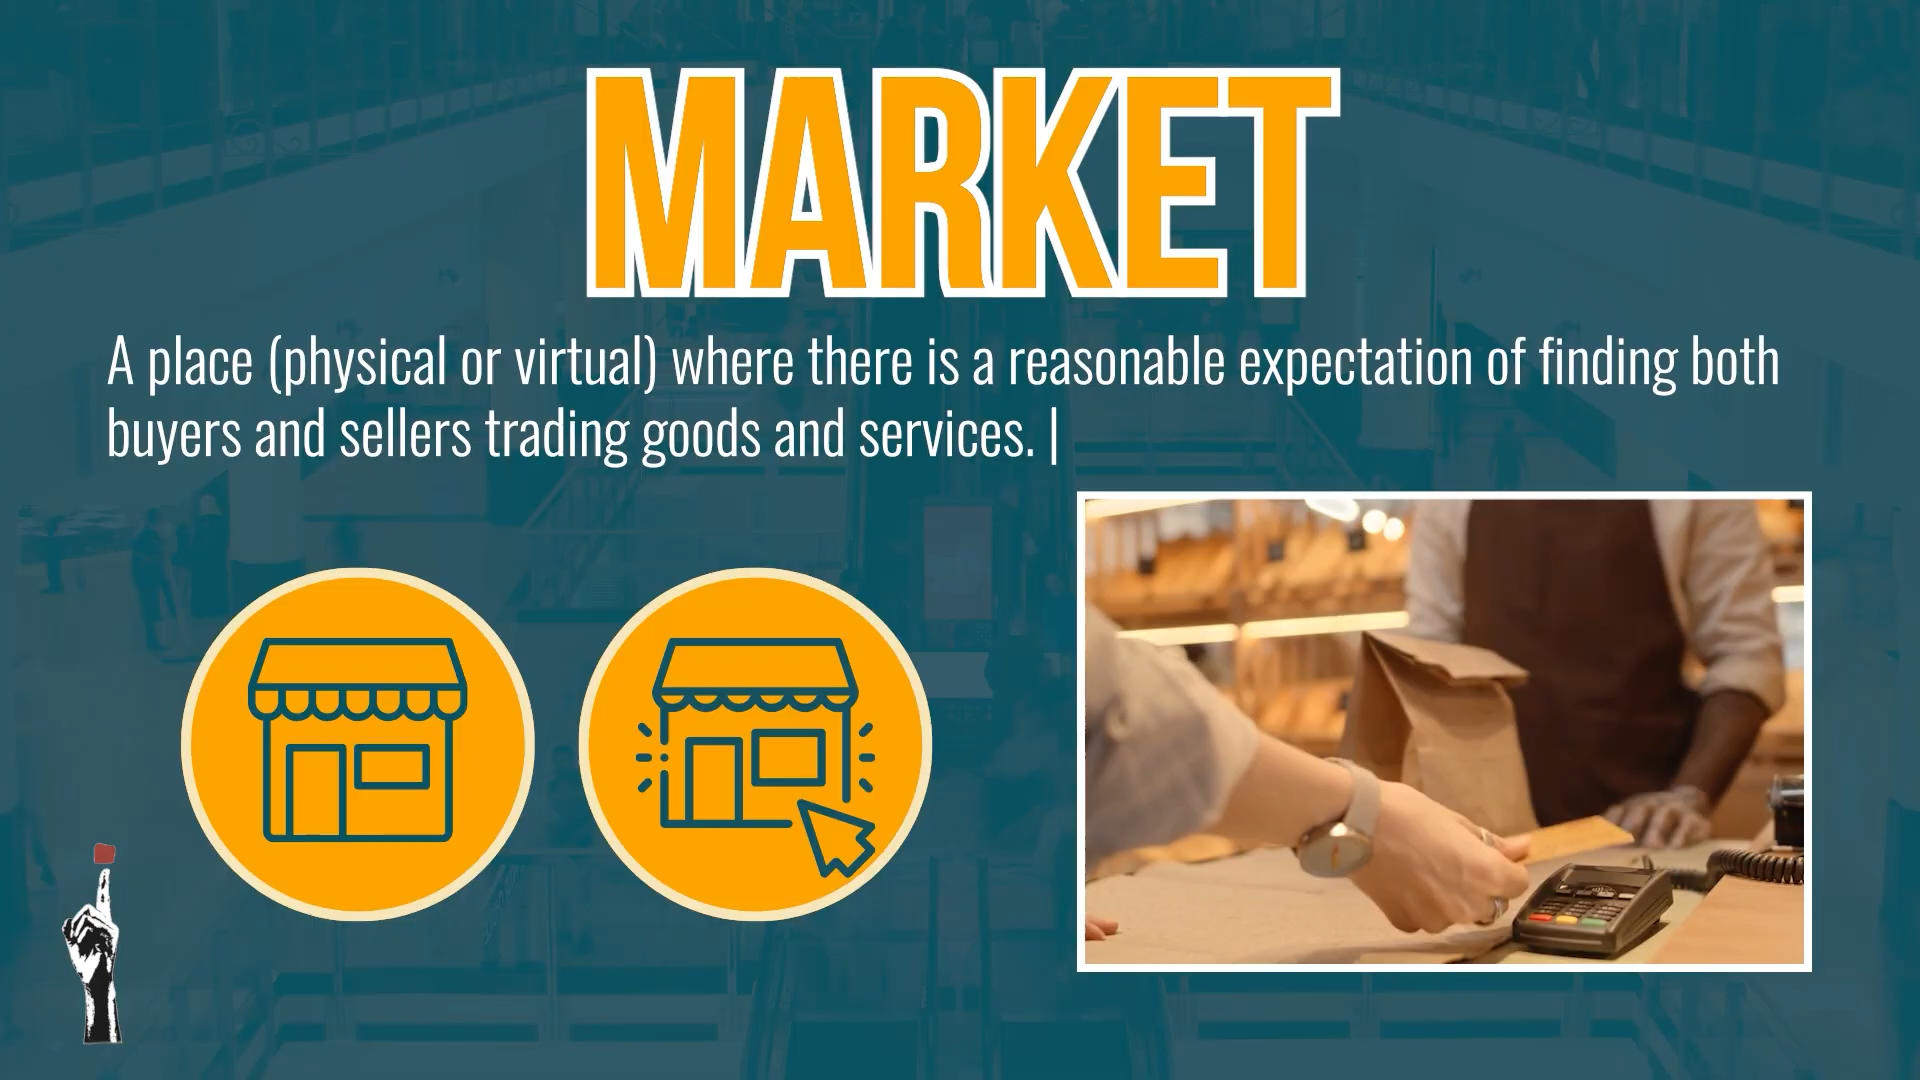 MARKET
A place (physical or virtual) where there is a reasonable expectation of finding both
buyers and sellers trading goods and services. |